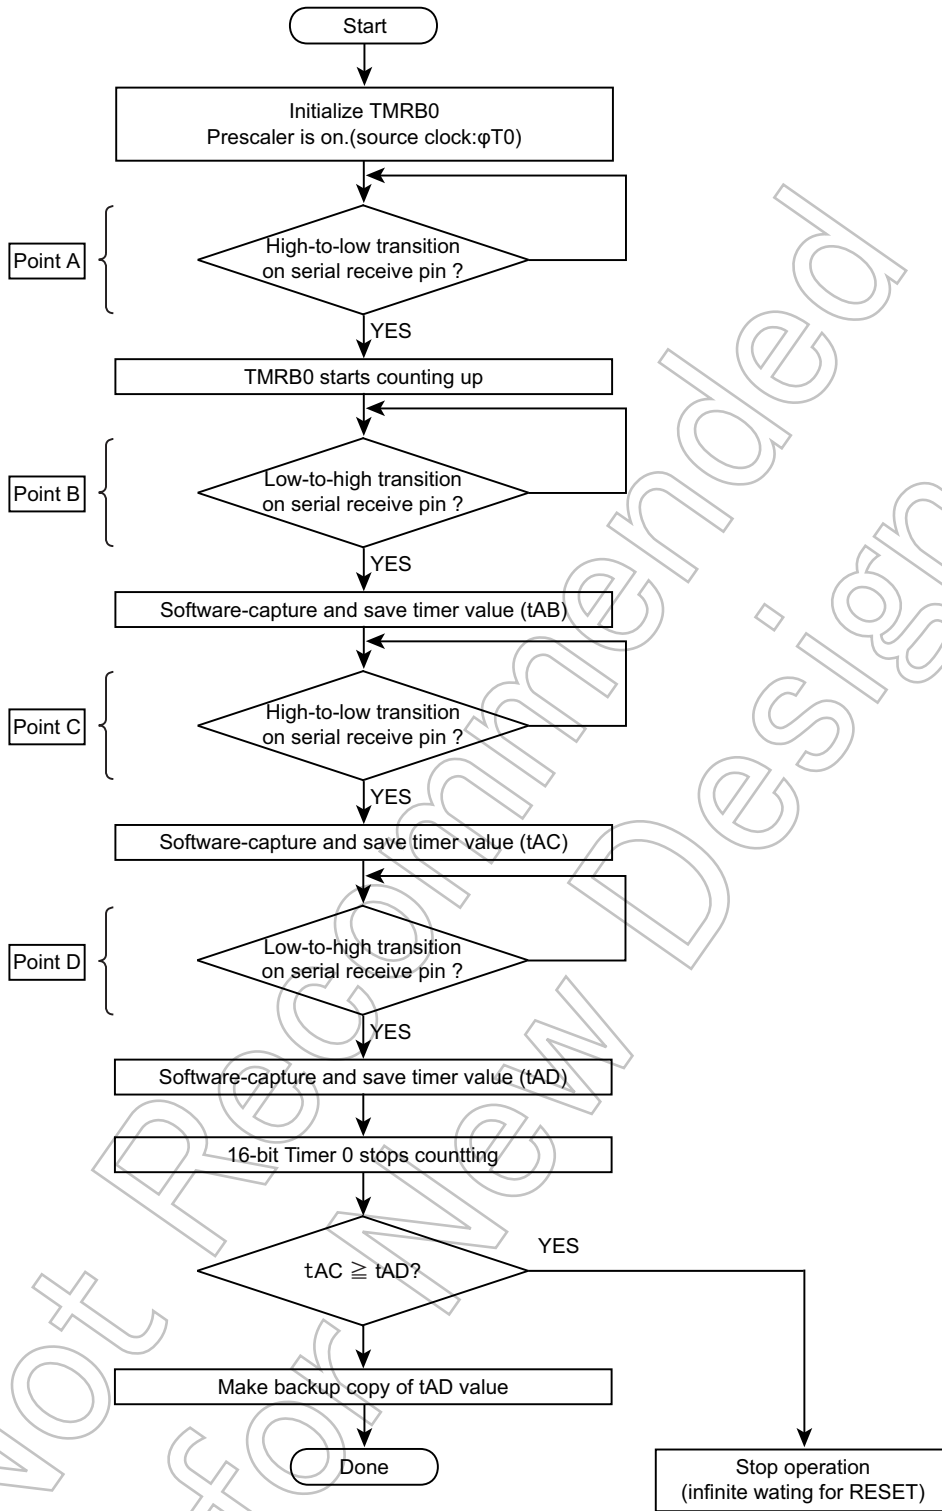 Start
Initialize TMRB0
Prescaler is on.(source clock:φT0)
Point A
High-to-low transition
on serial receive pin ?
YES
TMRB0 starts counting up
Point B
Low-to-high transition
on serial receive pin ?
YES
Software-capture and save timer value (tAB)
Point C
High-to-low transition
on serial receive pin ?
YES
Software-capture and save timer value (tAC)
Point D
Low-to-high transition
on serial receive pin ?
YES
Software-capture and save timer value (tAD)
16-bit Timer 0 stops countting
tAC ≧ tAD?
YES
Make backup copy of tAD value
Done
Stop operation
(infinite wating for RESET)
Not Recommended
for New Design